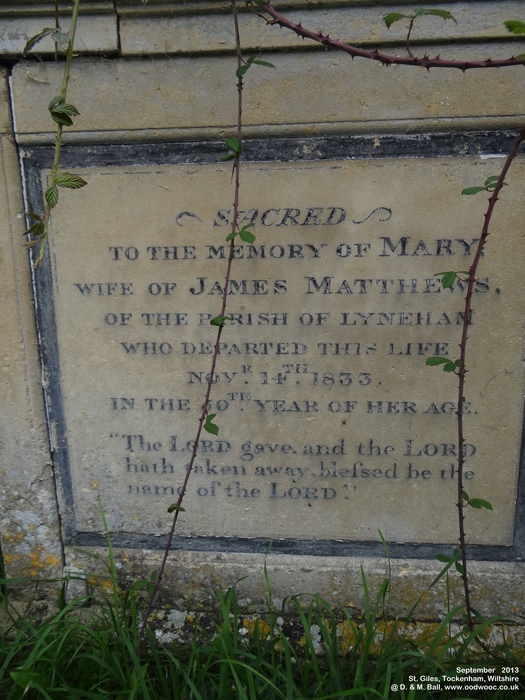 SACRED
TO THE MEMORY OF MARY,
WIFE OF JAMES MATTHEWS,
OF THE PARISH OF LYNEHAM
WHO DEPARTED THIS LIFE
NOVR. 14TH. 1833.
IN THE TH. YEAR OF HER AGE.
"The LORD gave, and the LORD
hath taken away, bleſsed be the
name of the LORD".
September 2013
St. Giles, Tockenham, Wiltshire
@ D. & M. Ball, www.oodwooc.co.uk